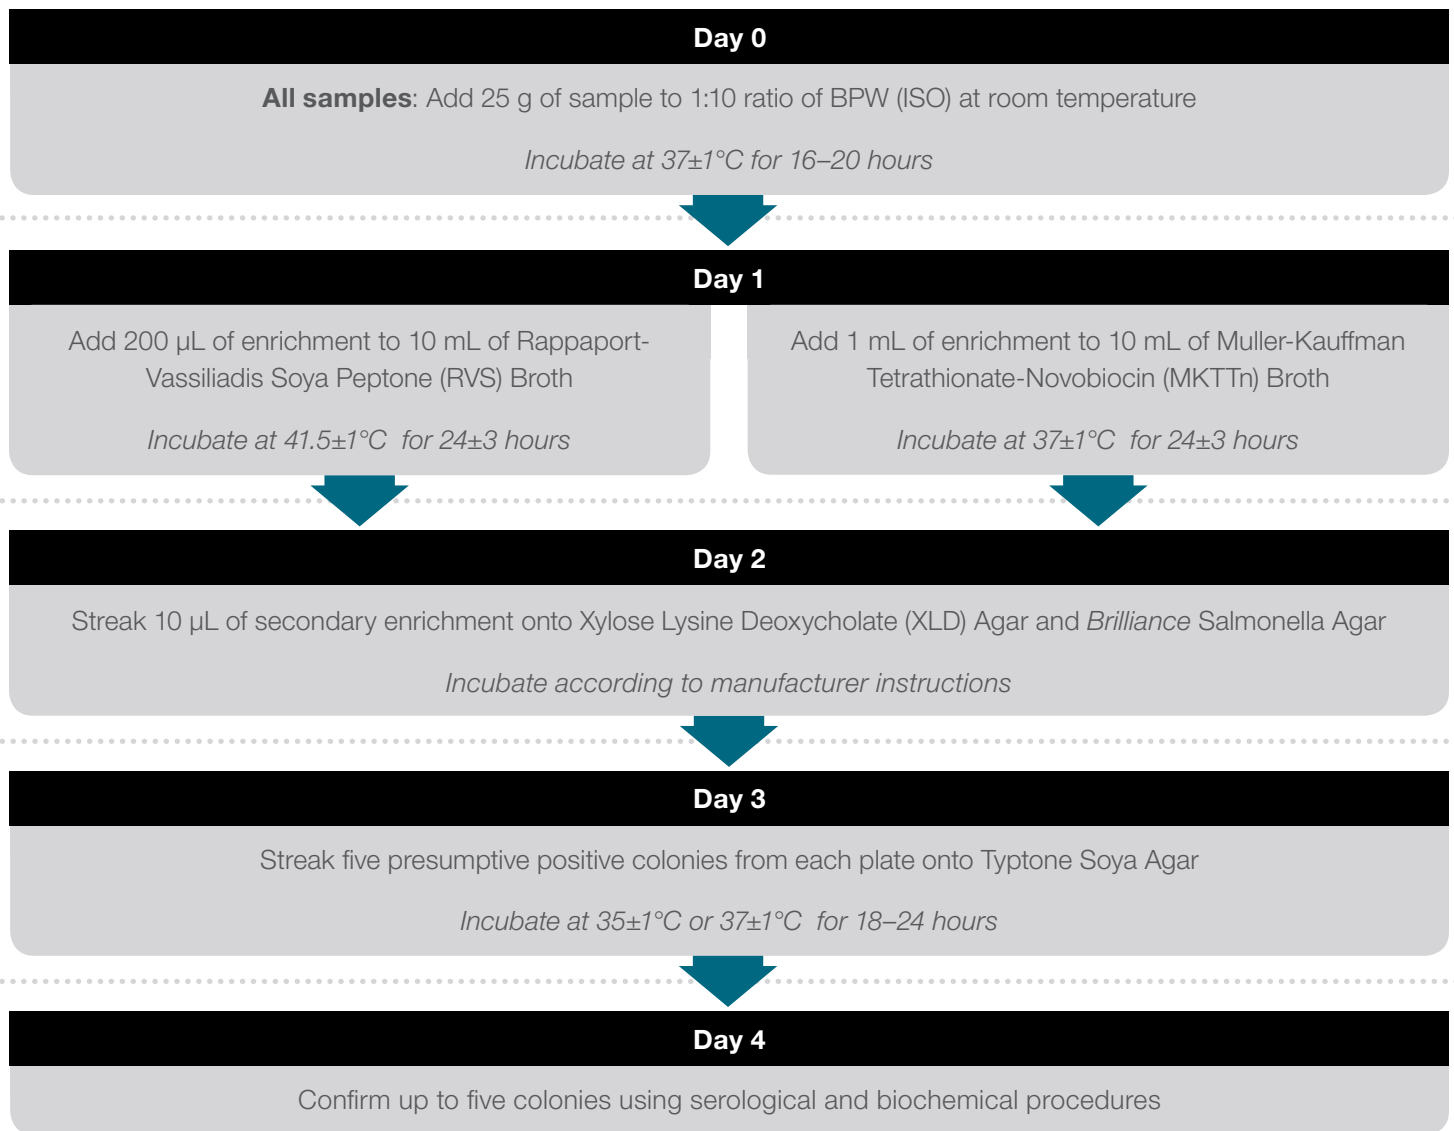 Day 0
All samples: Add 25 g of sample to 1:10 ratio of BPW (ISO) at room temperature
Incubate at 37±1°C for 16–20 hours
Day 1
Add 200 µL of enrichment to 10 mL of Rappaport-
Vassiliadis Soya Peptone (RVS) Broth
Incubate at 41.5±1°C for 24±3 hours
Add 1 mL of enrichment to 10 mL of Muller-Kauffman
Tetrathionate-Novobiocin (MKTTn) Broth
Incubate at 37±1°C for 24±3 hours
Day 2
Streak 10 µL of secondary enrichment onto Xylose Lysine Deoxycholate (XLD) Agar and Brilliance Salmonella Agar
Incubate according to manufacturer instructions
Day 3
Streak five presumptive positive colonies from each plate onto Typtone Soya Agar
Incubate at 35±1°C or 37±1°C for 18–24 hours
Day 4
Confirm up to five colonies using serological and biochemical procedures